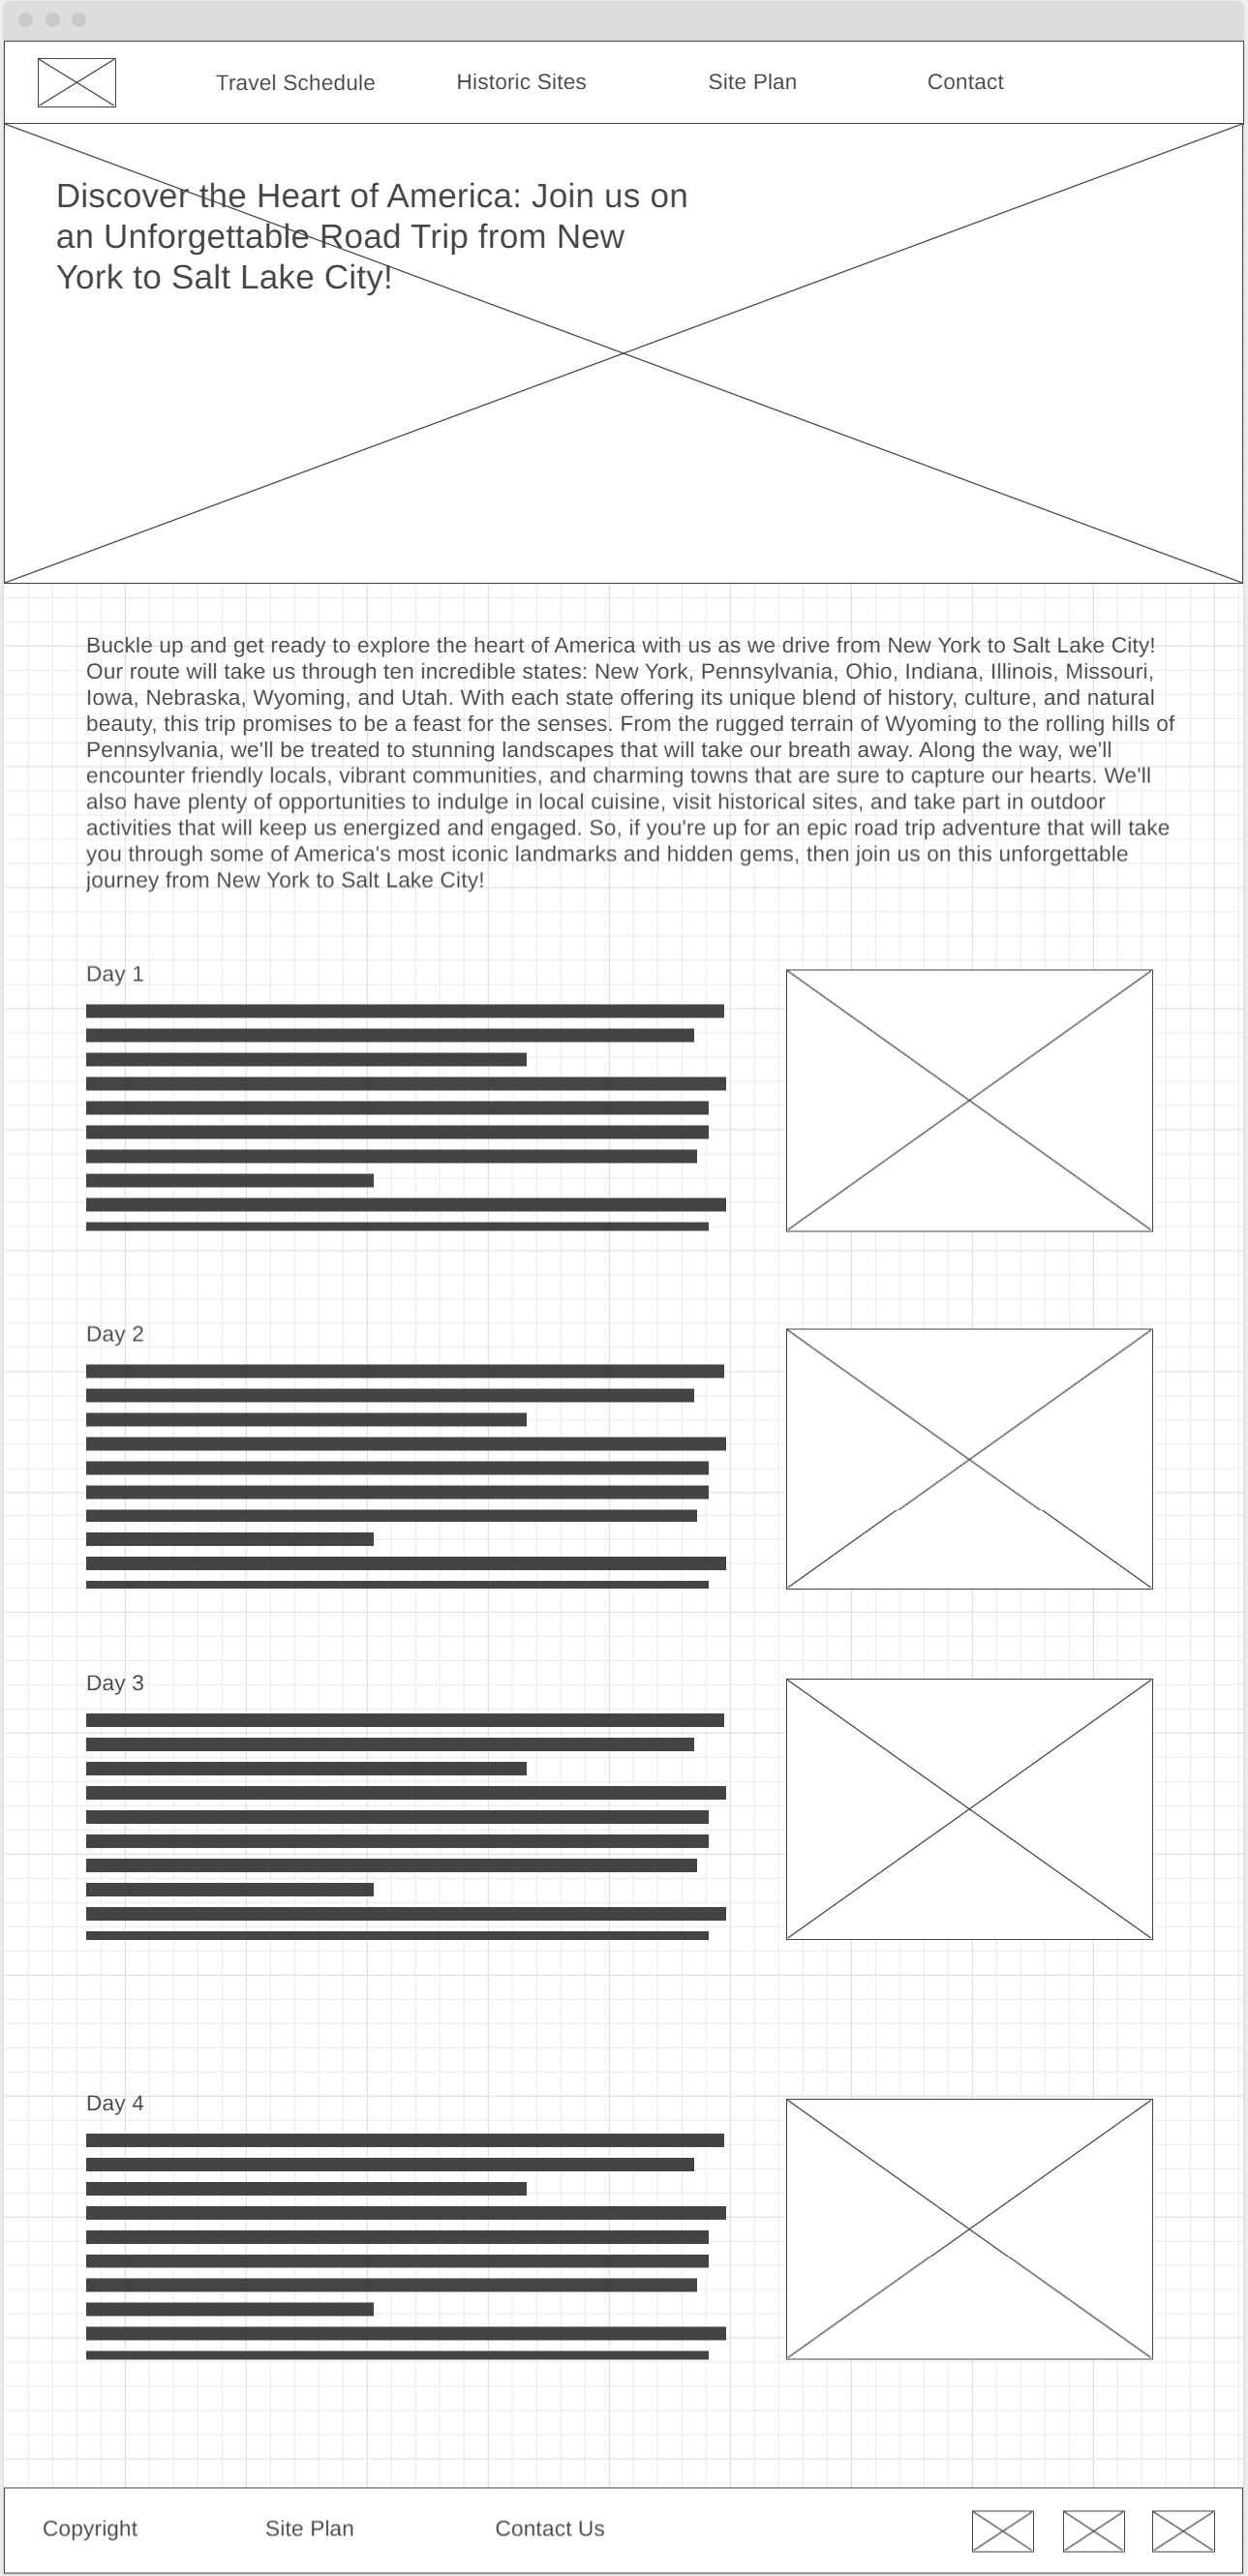 Travel Schedule Historic Sites Site Plan Contact
Discover the Heart of America: Join us on
an Unforgettable Road Trip from New
York to Salt Lake City!
Buckle up and get ready to explore the heart of America with us as we drive from New York to Salt Lake City!
Our route will take us through ten incredible states: New York, Pennsylvania, Ohio, Indiana, Illinois, Missouri,
Iowa, Nebraska, Wyoming, and Utah. With each state offering its unique blend of history, culture, and natural
beauty, this trip promises to be a feast for the senses. From the rugged terrain of Wyoming to the rolling hills of
Pennsylvania, we'll be treated to stunning landscapes that will take our breath away. Along the way, we'll
encounter friendly locals, vibrant communities, and charming towns that are sure to capture our hearts. We'll
also have plenty of opportunities to indulge in local cuisine, visit historical sites, and take part in outdoor
activities that will keep us energized and engaged. So, if you're up for an epic road trip adventure that will take
you through some of America's most iconic landmarks and hidden gems, then join us on this unforgettable
journey from New York to Salt Lake City!
Day 1
Day 2
Day 3
Day 4
Copyright Site Plan Contact Us